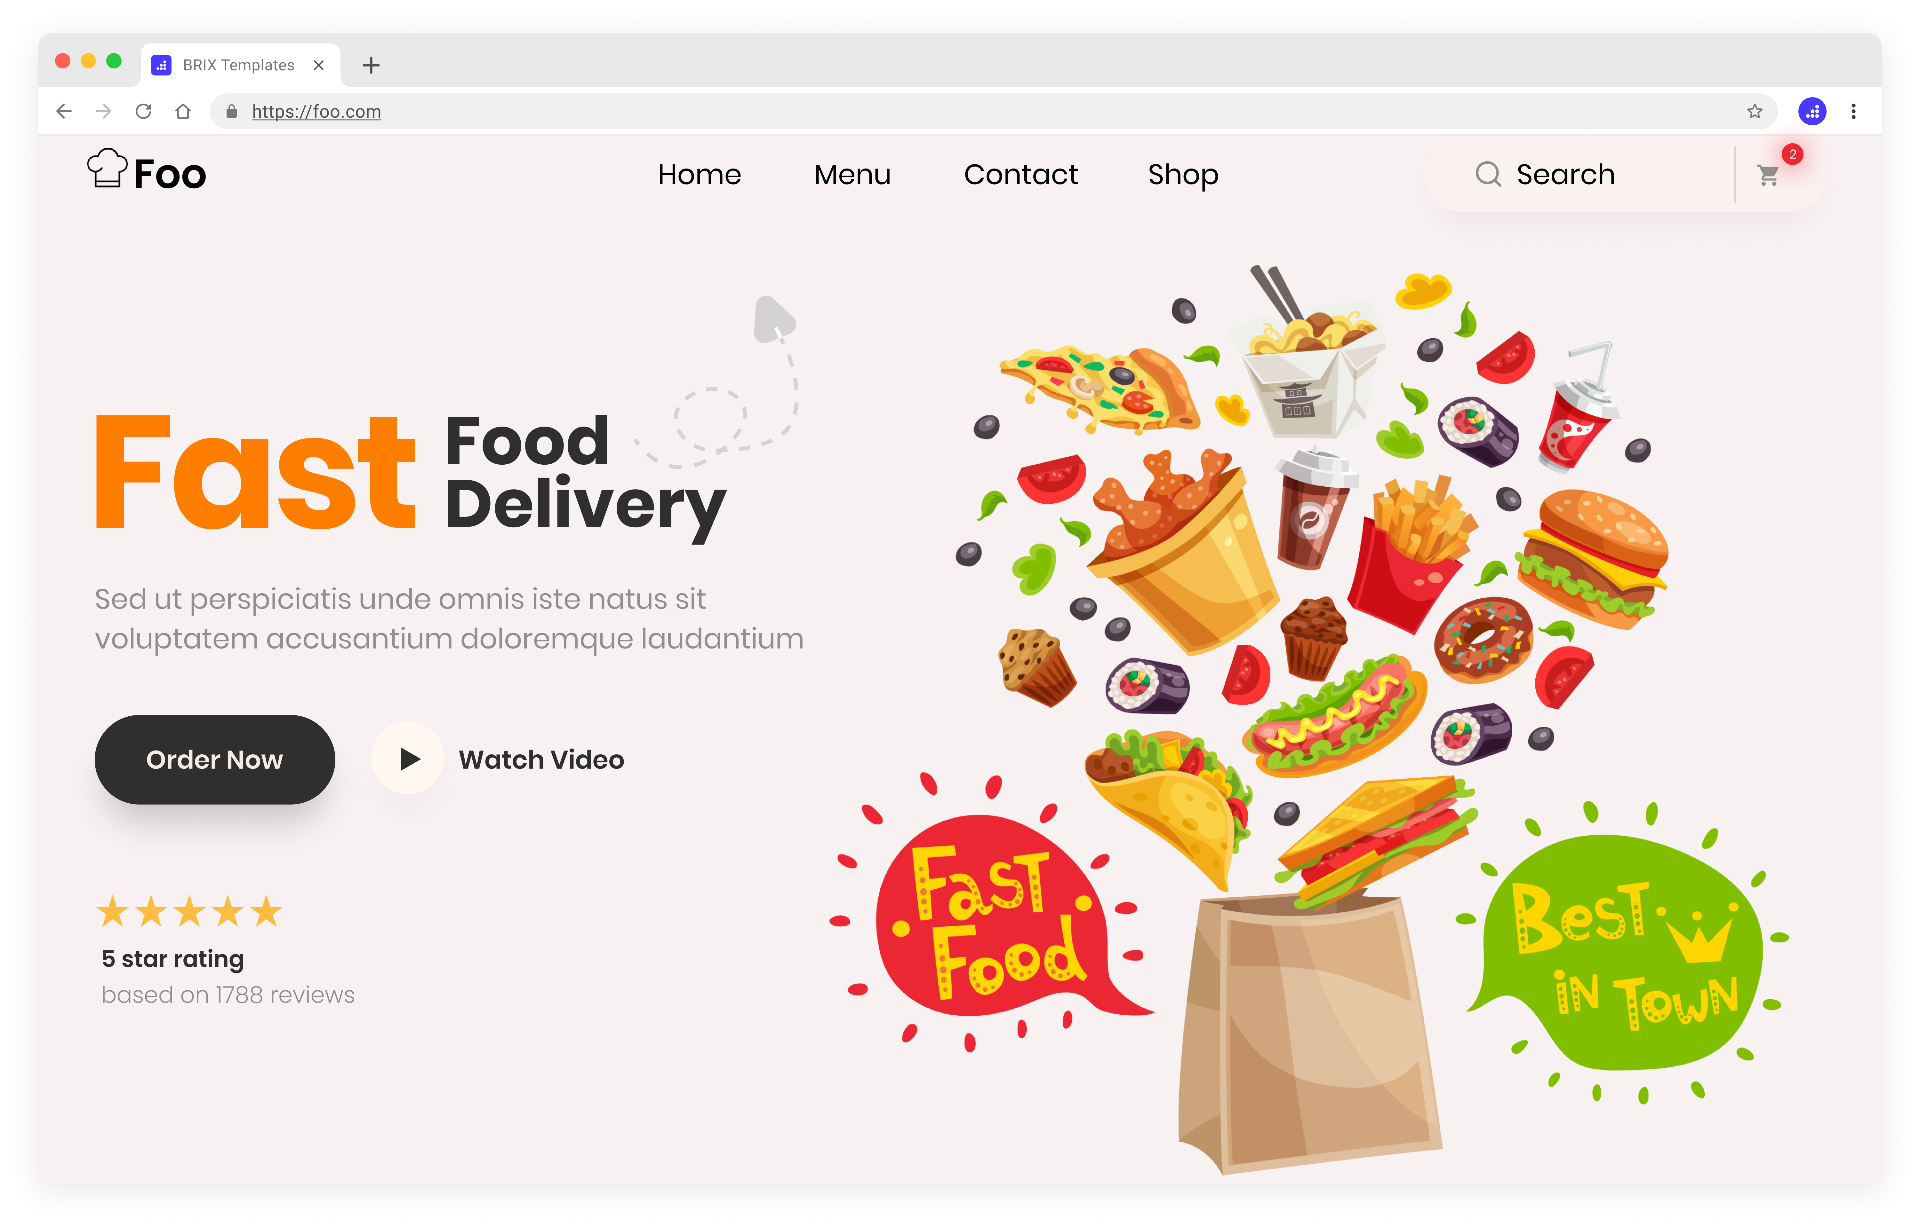 BRIX Templates
https://foo.com
Foo
Home
Menu
Contact
Shop
Search
2
Fast
Food
Delivery
Sed ut perspiciatis unde omnis iste natus sit
voluptatem accusantium doloremque laudantium
Order Now
Watch Video
5 star rating
based on 1788 reviews
FasT
Food
BesT
iN TowN